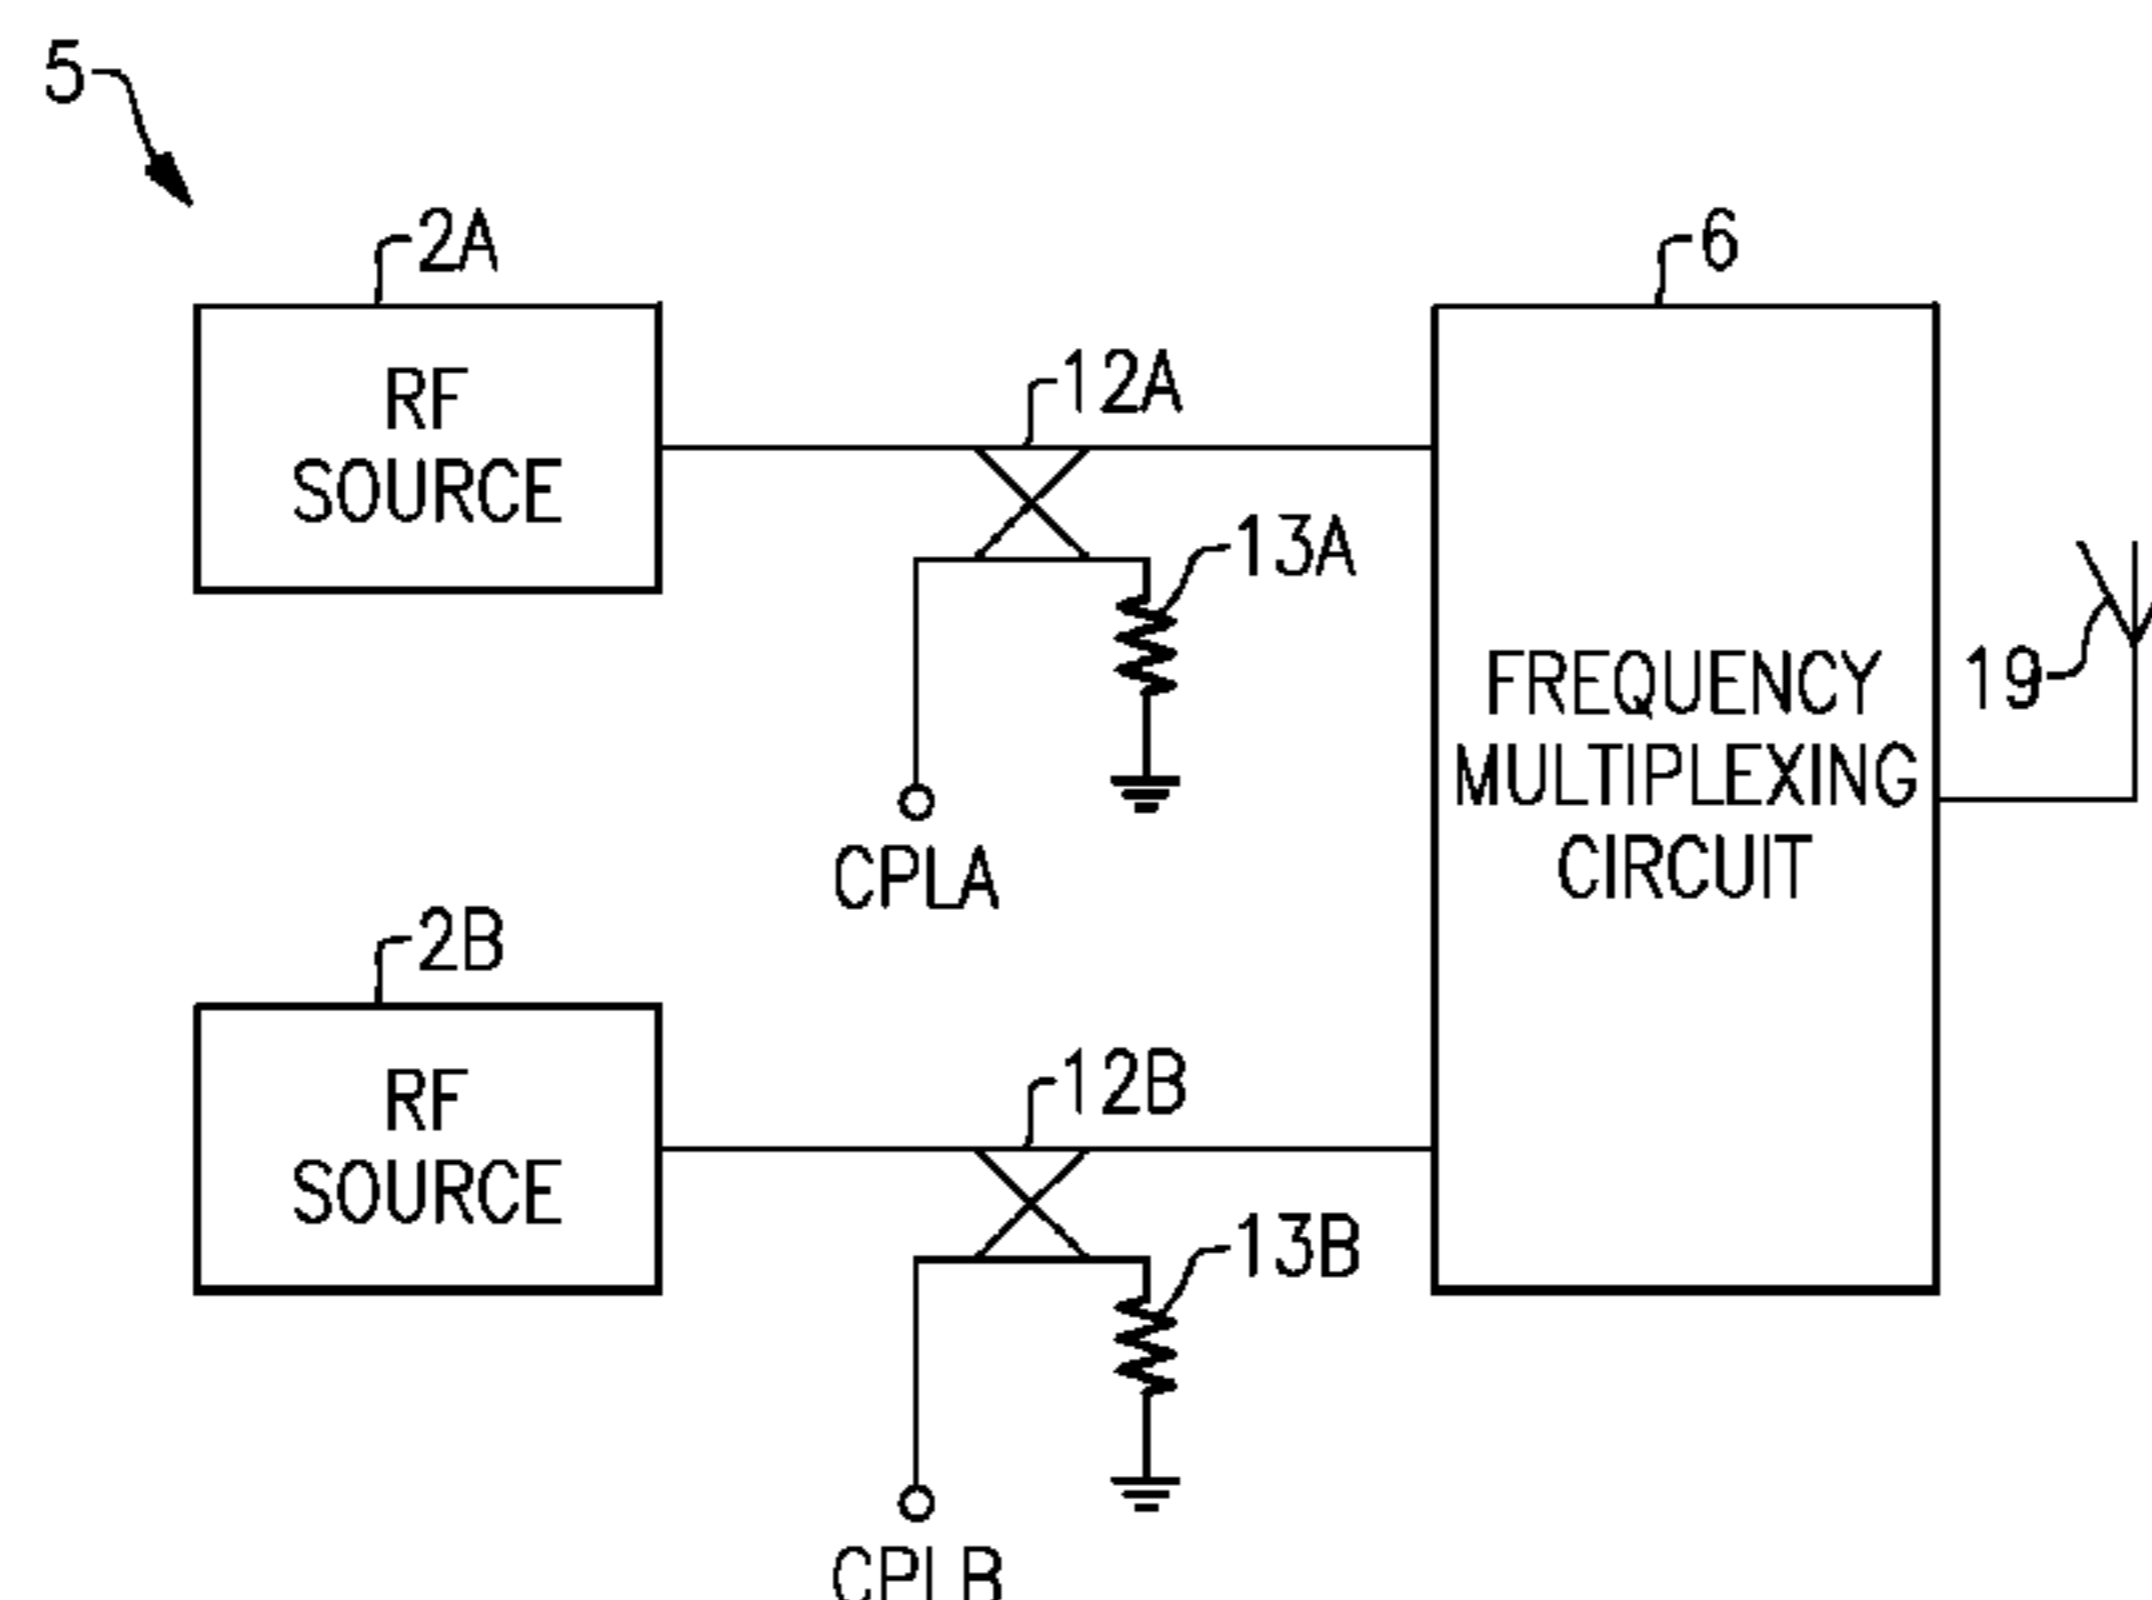 5
2A
6
RF
SOURCE
12A
13A
19
FREQUENCY
MULTIPLEXING
CIRCUIT
CPLA
2B
RF
SOURCE
12B
13B
CPLB